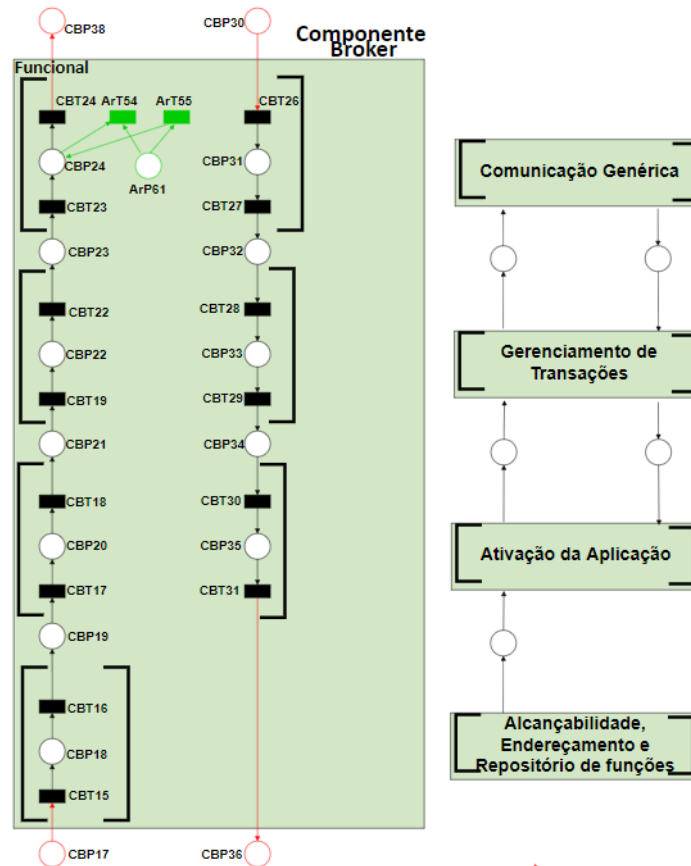 CBP38
CBP30
Componente
Broker
Funcional
CBT24
ArT54
ArT55
CBT26
CBP24
ArP61
CBP31
CBT23
CBT27
CBP23
CBP32
CBT22
CBT28
CBP22
CBP33
CBT19
CBT29
CBP21
CBP34
CBT18
CBT30
CBP20
CBP35
CBT17
CBT31
CBP19
CBT16
CBP18
CBT15
CBP17
CBP36
Comunicação Genérica
Gerenciamento de
Transações
Ativação da Aplicação
Alcançabilidade,
Endereçamento e
Repositório de funções